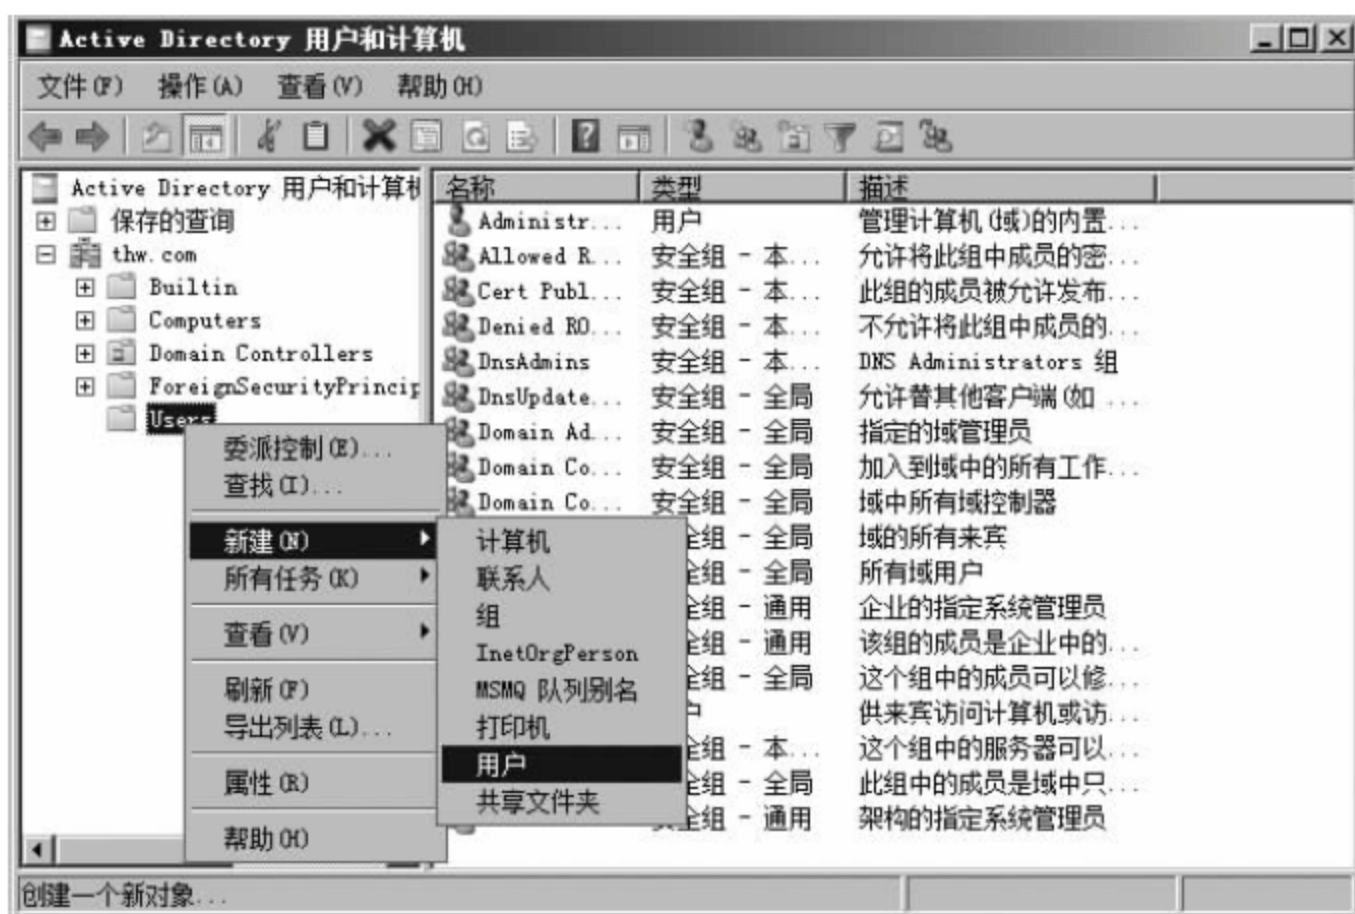 Active Directory 用户和计算机
文件(F) 操作(A) 查看(V) 帮助(H)
Active Directory 用户和计算机
保存的查询
thw.com
Builtin
Computers
Domain Controllers
ForeignSecurityPrincip
Users
名称 类型 描述
Administr... 用户 管理计算机(域)的内置...
Allowed R... 安全组 - 本... 允许将此组中成员的密...
Cert Publ... 安全组 - 本... 此组的成员被允许发布...
Denied RO... 安全组 - 本... 不允许将此组中成员的...
DnsAdmins 安全组 - 本... DNS Administrators 组
DnsUpdate... 安全组 - 全局 允许替其他客户端(如 ...
Domain Ad... 安全组 - 全局 指定的域管理员
Domain Co... 安全组 - 全局 加入到域中的所有工作...
Domain Co... 安全组 - 全局 域中所有域控制器
全组 - 全局 域的所有来宾
全组 - 全局 所有域用户
全组 - 通用 企业的指定系统管理员
全组 - 通用 该组的成员是企业中的...
全组 - 全局 这个组中的成员可以修...
户 供来宾访问计算机或访...
全组 - 本... 这个组中的服务器可以...
全组 - 全局 此组中的成员是域中只...
全组 - 通用 架构的指定系统管理员
委派控制(E)...
查找(I)...
新建(N)
所有任务(K)
查看(V)
刷新(F)
导出列表(L)...
属性(R)
帮助(H)
计算机
联系人
组
InetOrgPerson
MSMQ 队列别名
打印机
用户
共享文件夹
创建一个新对象...